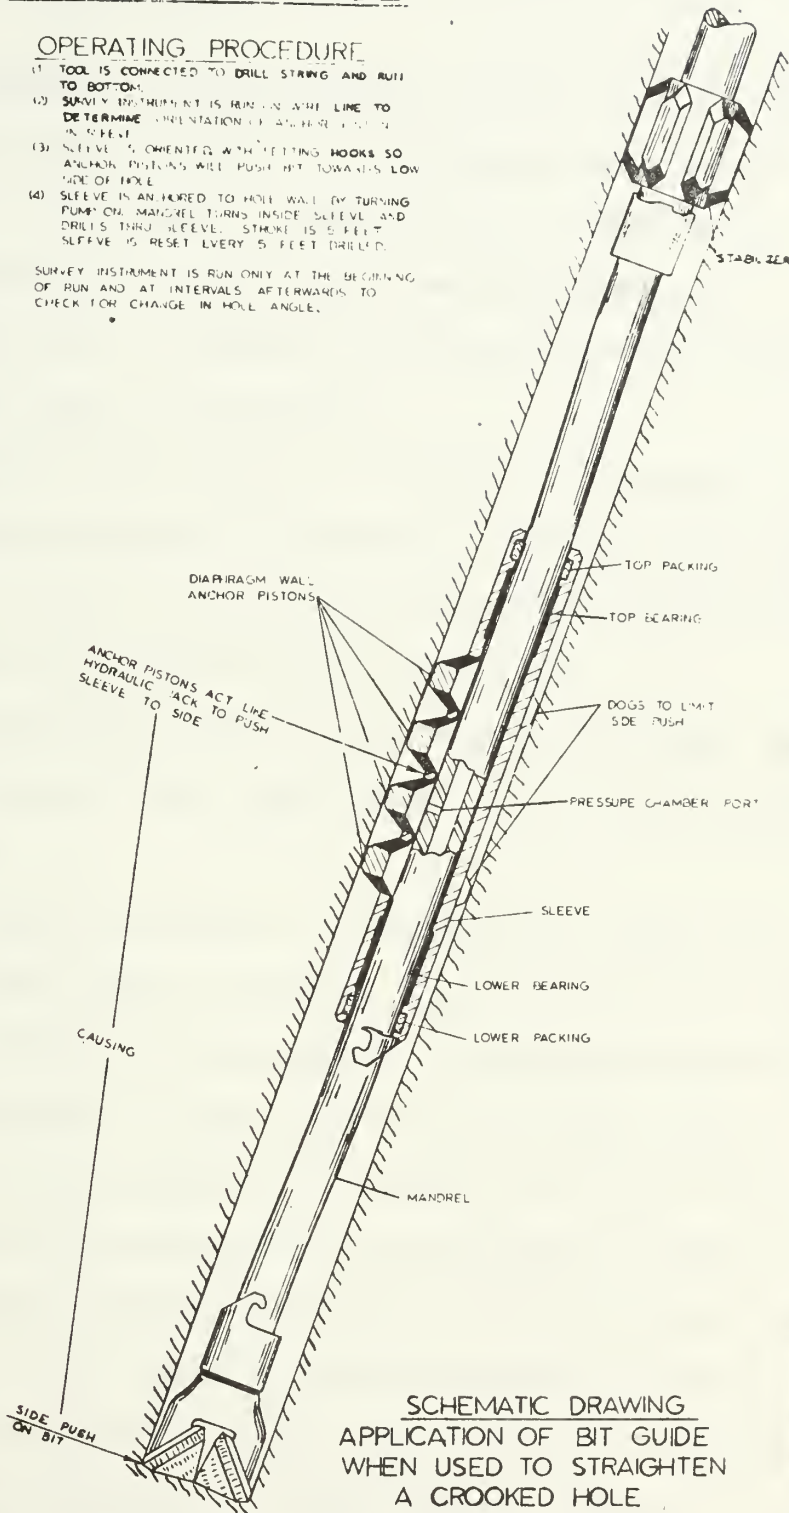 OPERATING PROCEDURE
(1) TOOL IS CONNECTED TO DRILL STRING AND RUN
TO BOTTOM.
(2) SURVEY INSTRUMENT IS RUN ON WIRE LINE TO
DETERMINE ORIENTATION OF ANCHOR
IN SLEEVE
(3) SLEEVE IS ORIENTED WITH SETTING HOOKS SO
ANCHOR PISTONS WILL PUSH BIT TOWARDS LOW
SIDE OF HOLE
(4) SLEEVE IS ANCHORED TO HOLE WALL BY TURNING
PUMP ON. MANDREL TURNS INSIDE SLEEVE AND
DRILLS THRU SLEEVE. STROKE IS 5 FEET
SLEEVE IS RESET EVERY 5 FEET DRILLED.
SURVEY INSTRUMENT IS RUN ONLY AT THE BEGINNING
OF RUN AND AT INTERVALS AFTERWARDS TO
CHECK FOR CHANGE IN HOLE ANGLE.
STABILIZER
DIAPHRAGM WALL
ANCHOR PISTONS
TOP PACKING
TOP BEARING
ANCHOR PISTONS ACT LIKE
HYDRAULIC JACK TO PUSH
SLEEVE TO SIDE
DOGS TO LIMIT
SIDE PUSH
PRESSURE CHAMBER PORT
SLEEVE
LOWER BEARING
LOWER PACKING
CAUSING
MANDREL
SIDE PUSH
ON BIT
SCHEMATIC DRAWING
APPLICATION OF BIT GUIDE
WHEN USED TO STRAIGHTEN
A CROOKED HOLE